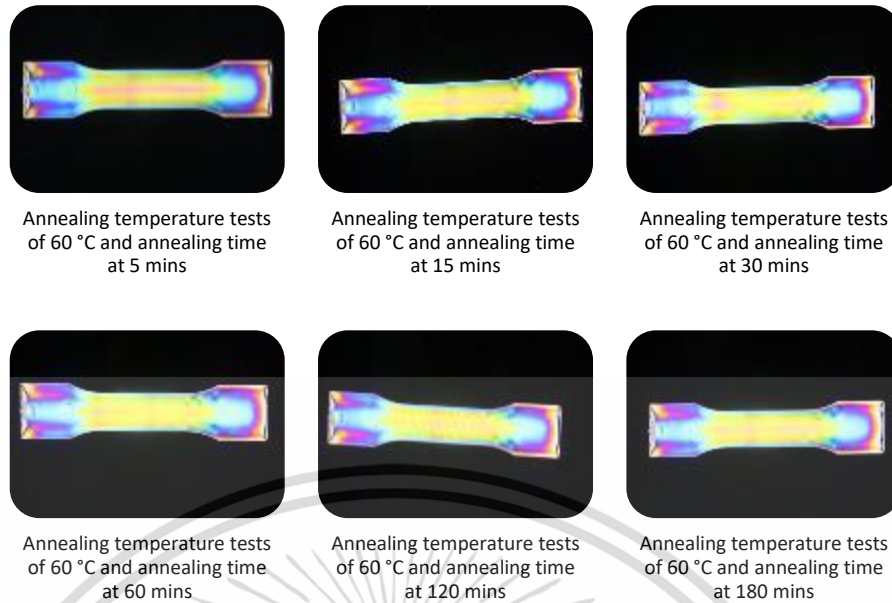 Annealing temperature tests
of 60 °C and annealing time
at 5 mins
Annealing temperature tests
of 60 °C and annealing time
at 15 mins
Annealing temperature tests
of 60 °C and annealing time
at 30 mins
Annealing temperature tests
of 60 °C and annealing time
at 60 mins
Annealing temperature tests
of 60 °C and annealing time
at 120 mins
Annealing temperature tests
of 60 °C and annealing time
at 180 mins